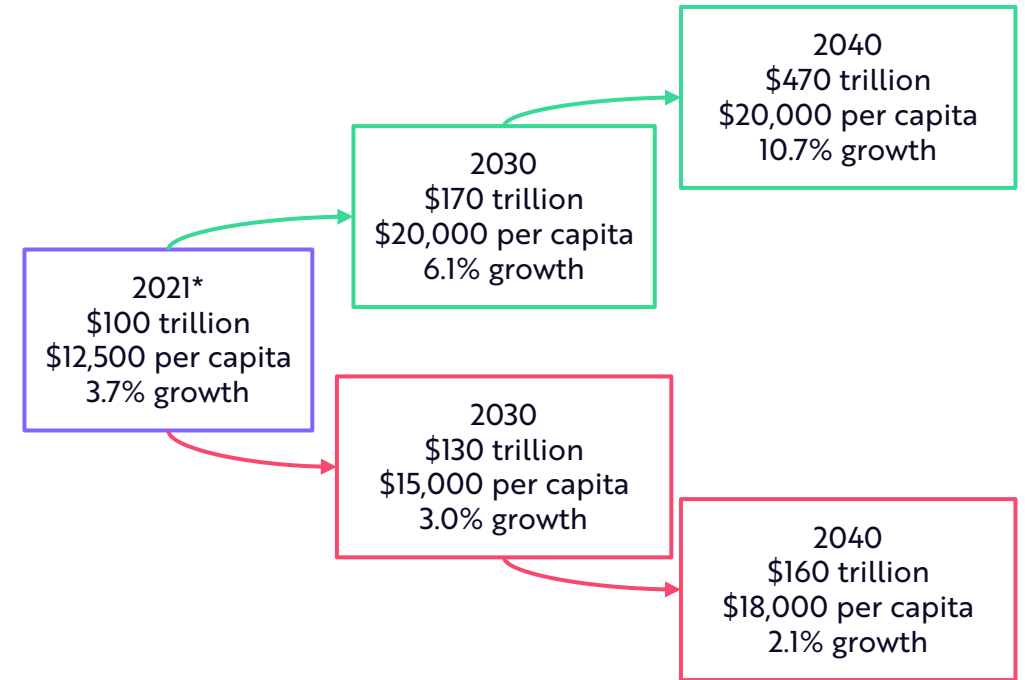 2040
$470 trillion
$20,000 per capita
10.7% growth
2030
$170 trillion
$20,000 per capita
6.1% growth
2021*
$100 trillion
$12,500 per capita
3.7% growth
2030
$130 trillion
$15,000 per capita
3.0% growth
2040
$160 trillion
$18,000 per capita
2.1% growth